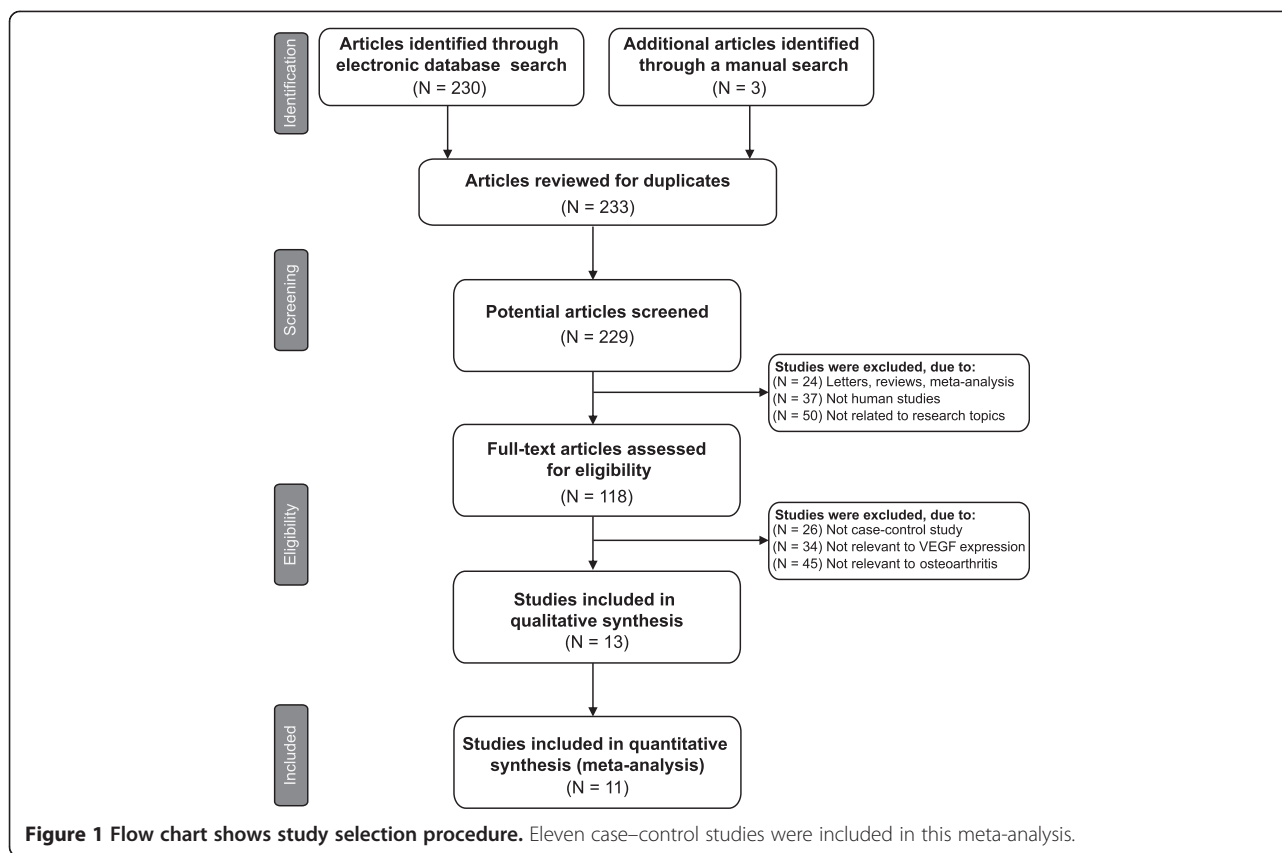 Identification
Articles identified through
electronic database search
(N = 230)
Additional articles identified
through a manual search
(N = 3)
Articles reviewed for duplicates
(N = 233)
Screening
Potential articles screened
(N = 229)
Studies were excluded, due to:
(N = 24) Letters, reviews, meta-analysis
(N = 37) Not human studies
(N = 50) Not related to research topics
Full-text articles assessed
for eligibility
(N = 118)
Eligibility
Studies were excluded, due to:
(N = 26) Not case-control study
(N = 34) Not relevant to VEGF expression
(N = 45) Not relevant to osteoarthritis
Studies included in
qualitative synthesis
(N = 13)
Included
Studies included in quantitative
synthesis (meta-analysis)
(N = 11)
Figure 1 Flow chart shows study selection procedure. Eleven case–control studies were included in this meta-analysis.